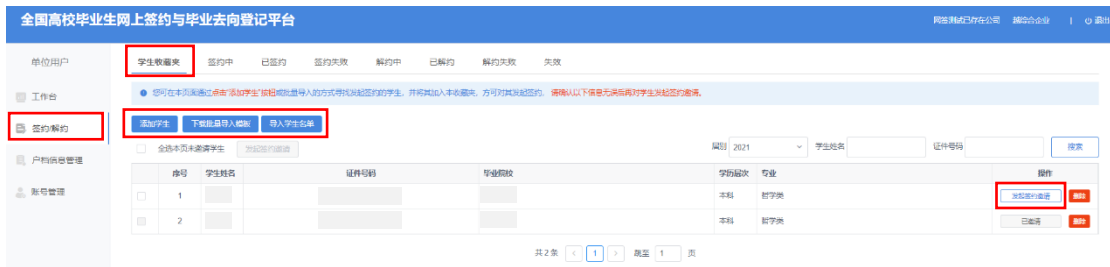 全国高校毕业生网上签约与毕业去向登记平台
网签测试已存在公司 | 退出
单位用户
工作台
签约/解约
户档信息管理
账号管理
学生收藏夹 签约中 已签约 签约失败 解约中 已解约 解约失败 失效
您可在本页面通过点击"添加学生"按钮或批量导入的方式寻找发起签约的学生，并将其加入本收藏夹，方可对其发起签约，请确认以下信息无误后再对学生发起签约邀请。
添加学生 下载批量导入模板 导入学生名单
全选本页未邀请学生 发起签约邀请 届别 2021 学生姓名 证件号码 搜索
序号 学生姓名 证件号码 毕业院校 学历层次 专业 操作
1 本科 哲学类 发起签约邀请 删除
2 本科 哲学类 已邀请 删除
共2条 < 1 > 跳至 1 页